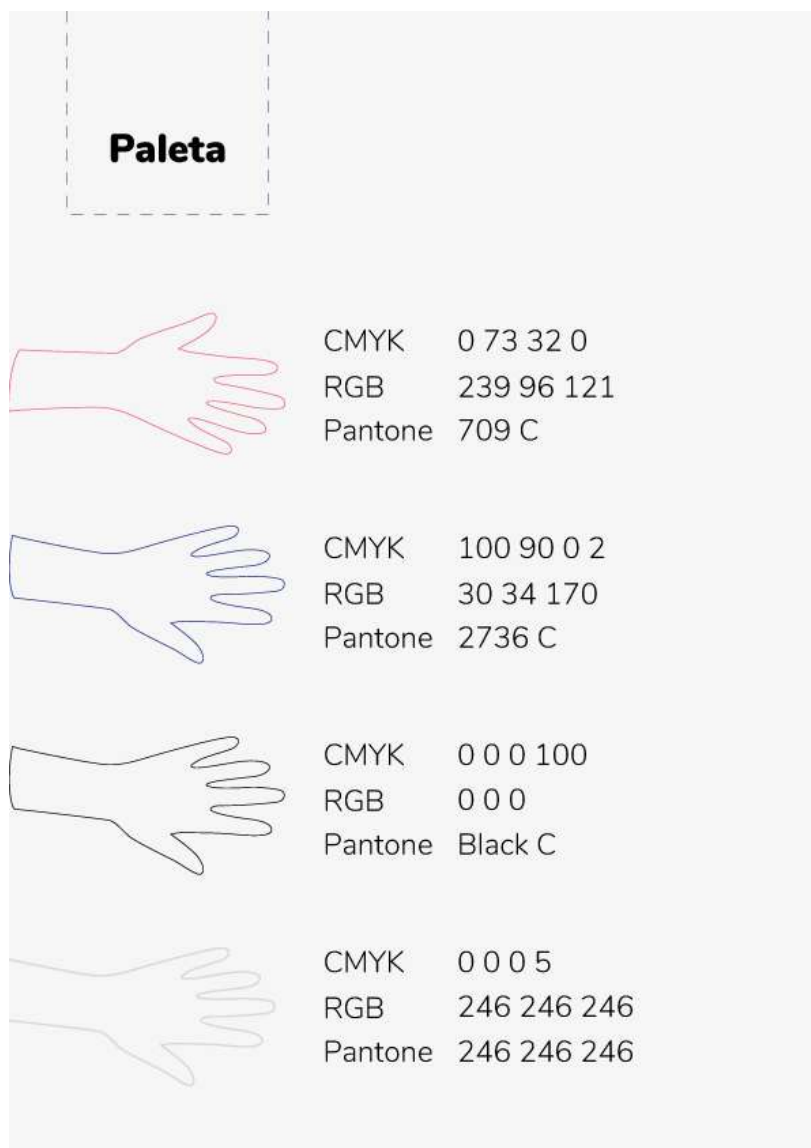 Paleta
CMYK 0 73 32 0
RGB 239 96 121
Pantone 709 C
CMYK 100 90 0 2
RGB 30 34 170
Pantone 2736 C
CMYK 0 0 0 100
RGB 0 0 0
Pantone Black C
CMYK 0 0 0 5
RGB 246 246 246
Pantone 246 246 246